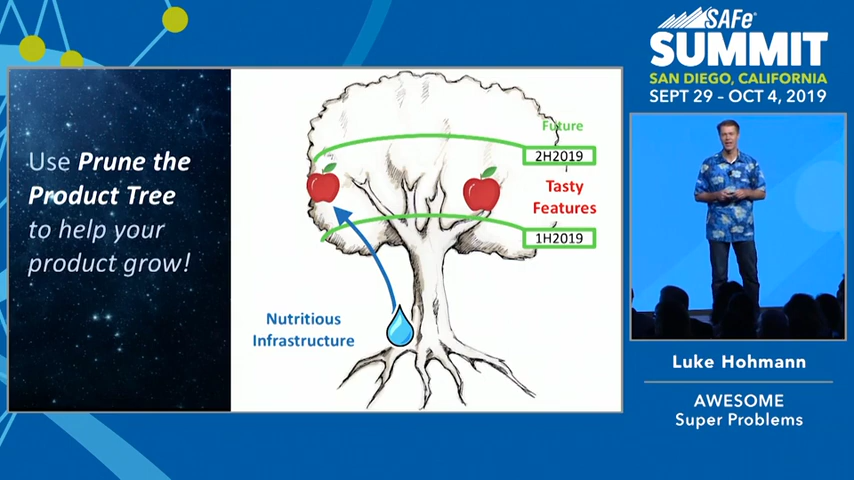 Use Prune the
Product Tree
to help your
product grow!
Future
2H2019
Tasty
Features
1H2019
Nutritious
Infrastructure
SAFe®
SUMMIT
SAN DIEGO, CALIFORNIA
SEPT 29 – OCT 4, 2019
Luke Hohmann
AWESOME
Super Problems